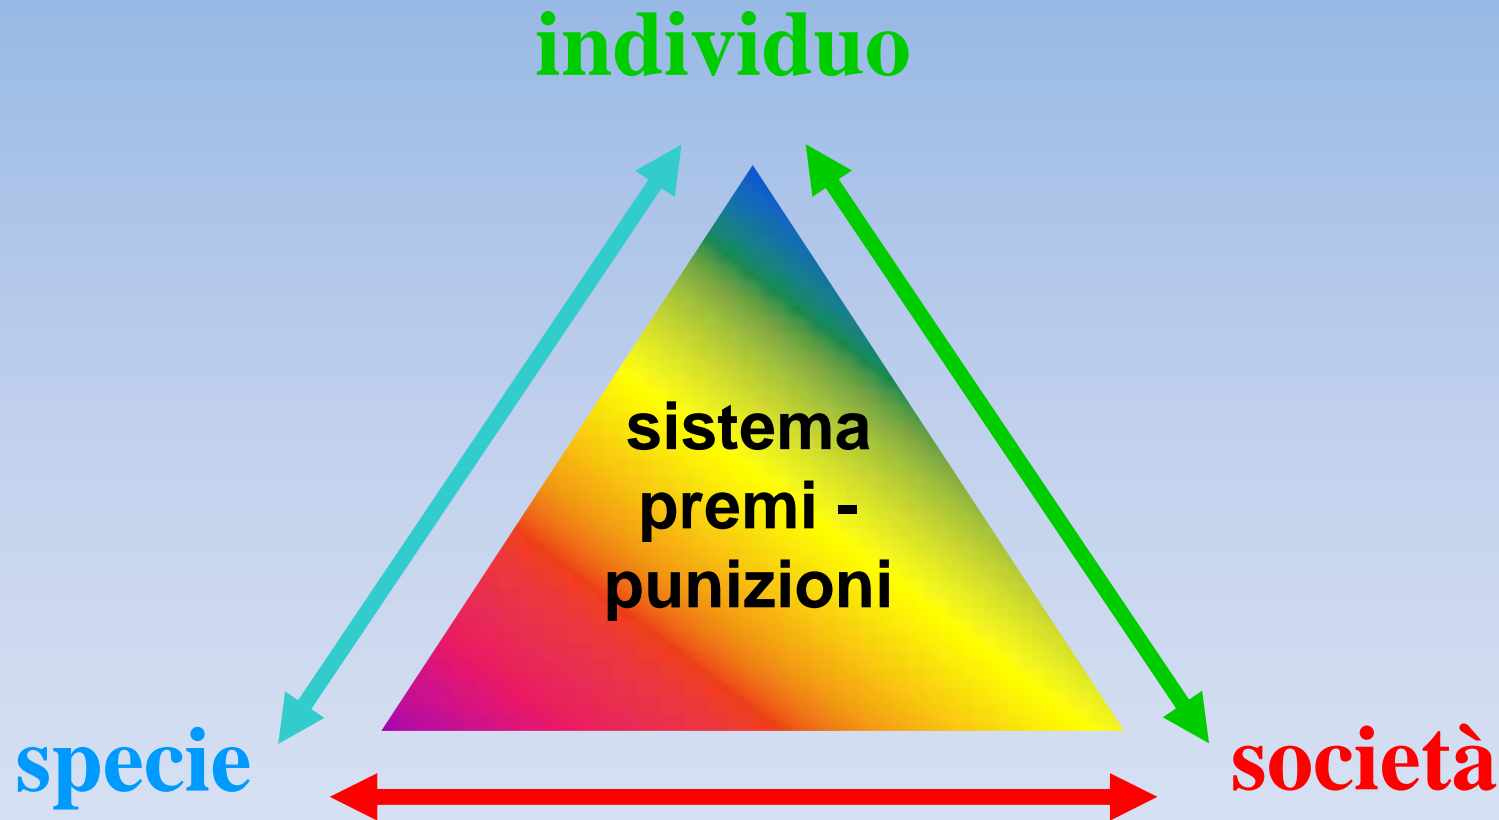 individuo
sistema
premi -
punizioni
specie
società